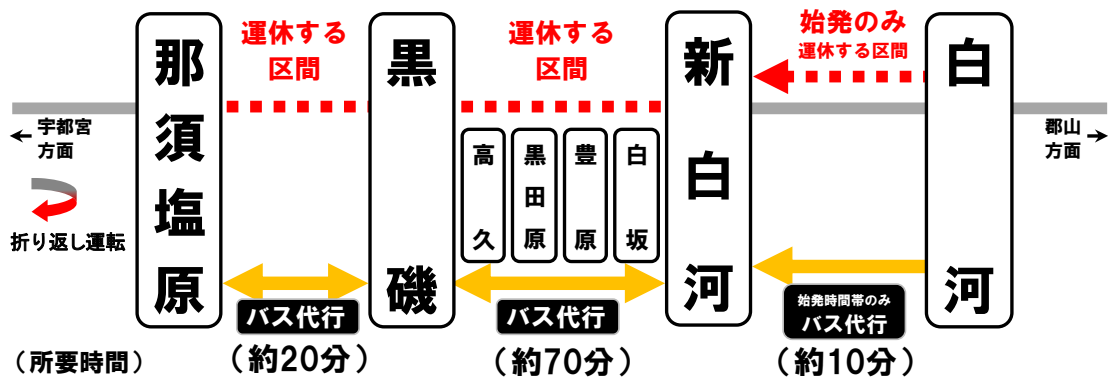 那須塩原
運休する
区間
黒磯
運休する
区間
新白河
始発のみ
運休する区間
白河
←宇都宮
方面
郡山
方面→
高久
黒田原
豊原
白坂
折り返し運転
バス代行
バス代行
始発時間帯のみ
バス代行
（所要時間）
（約20分）
（約70分）
（約10分）